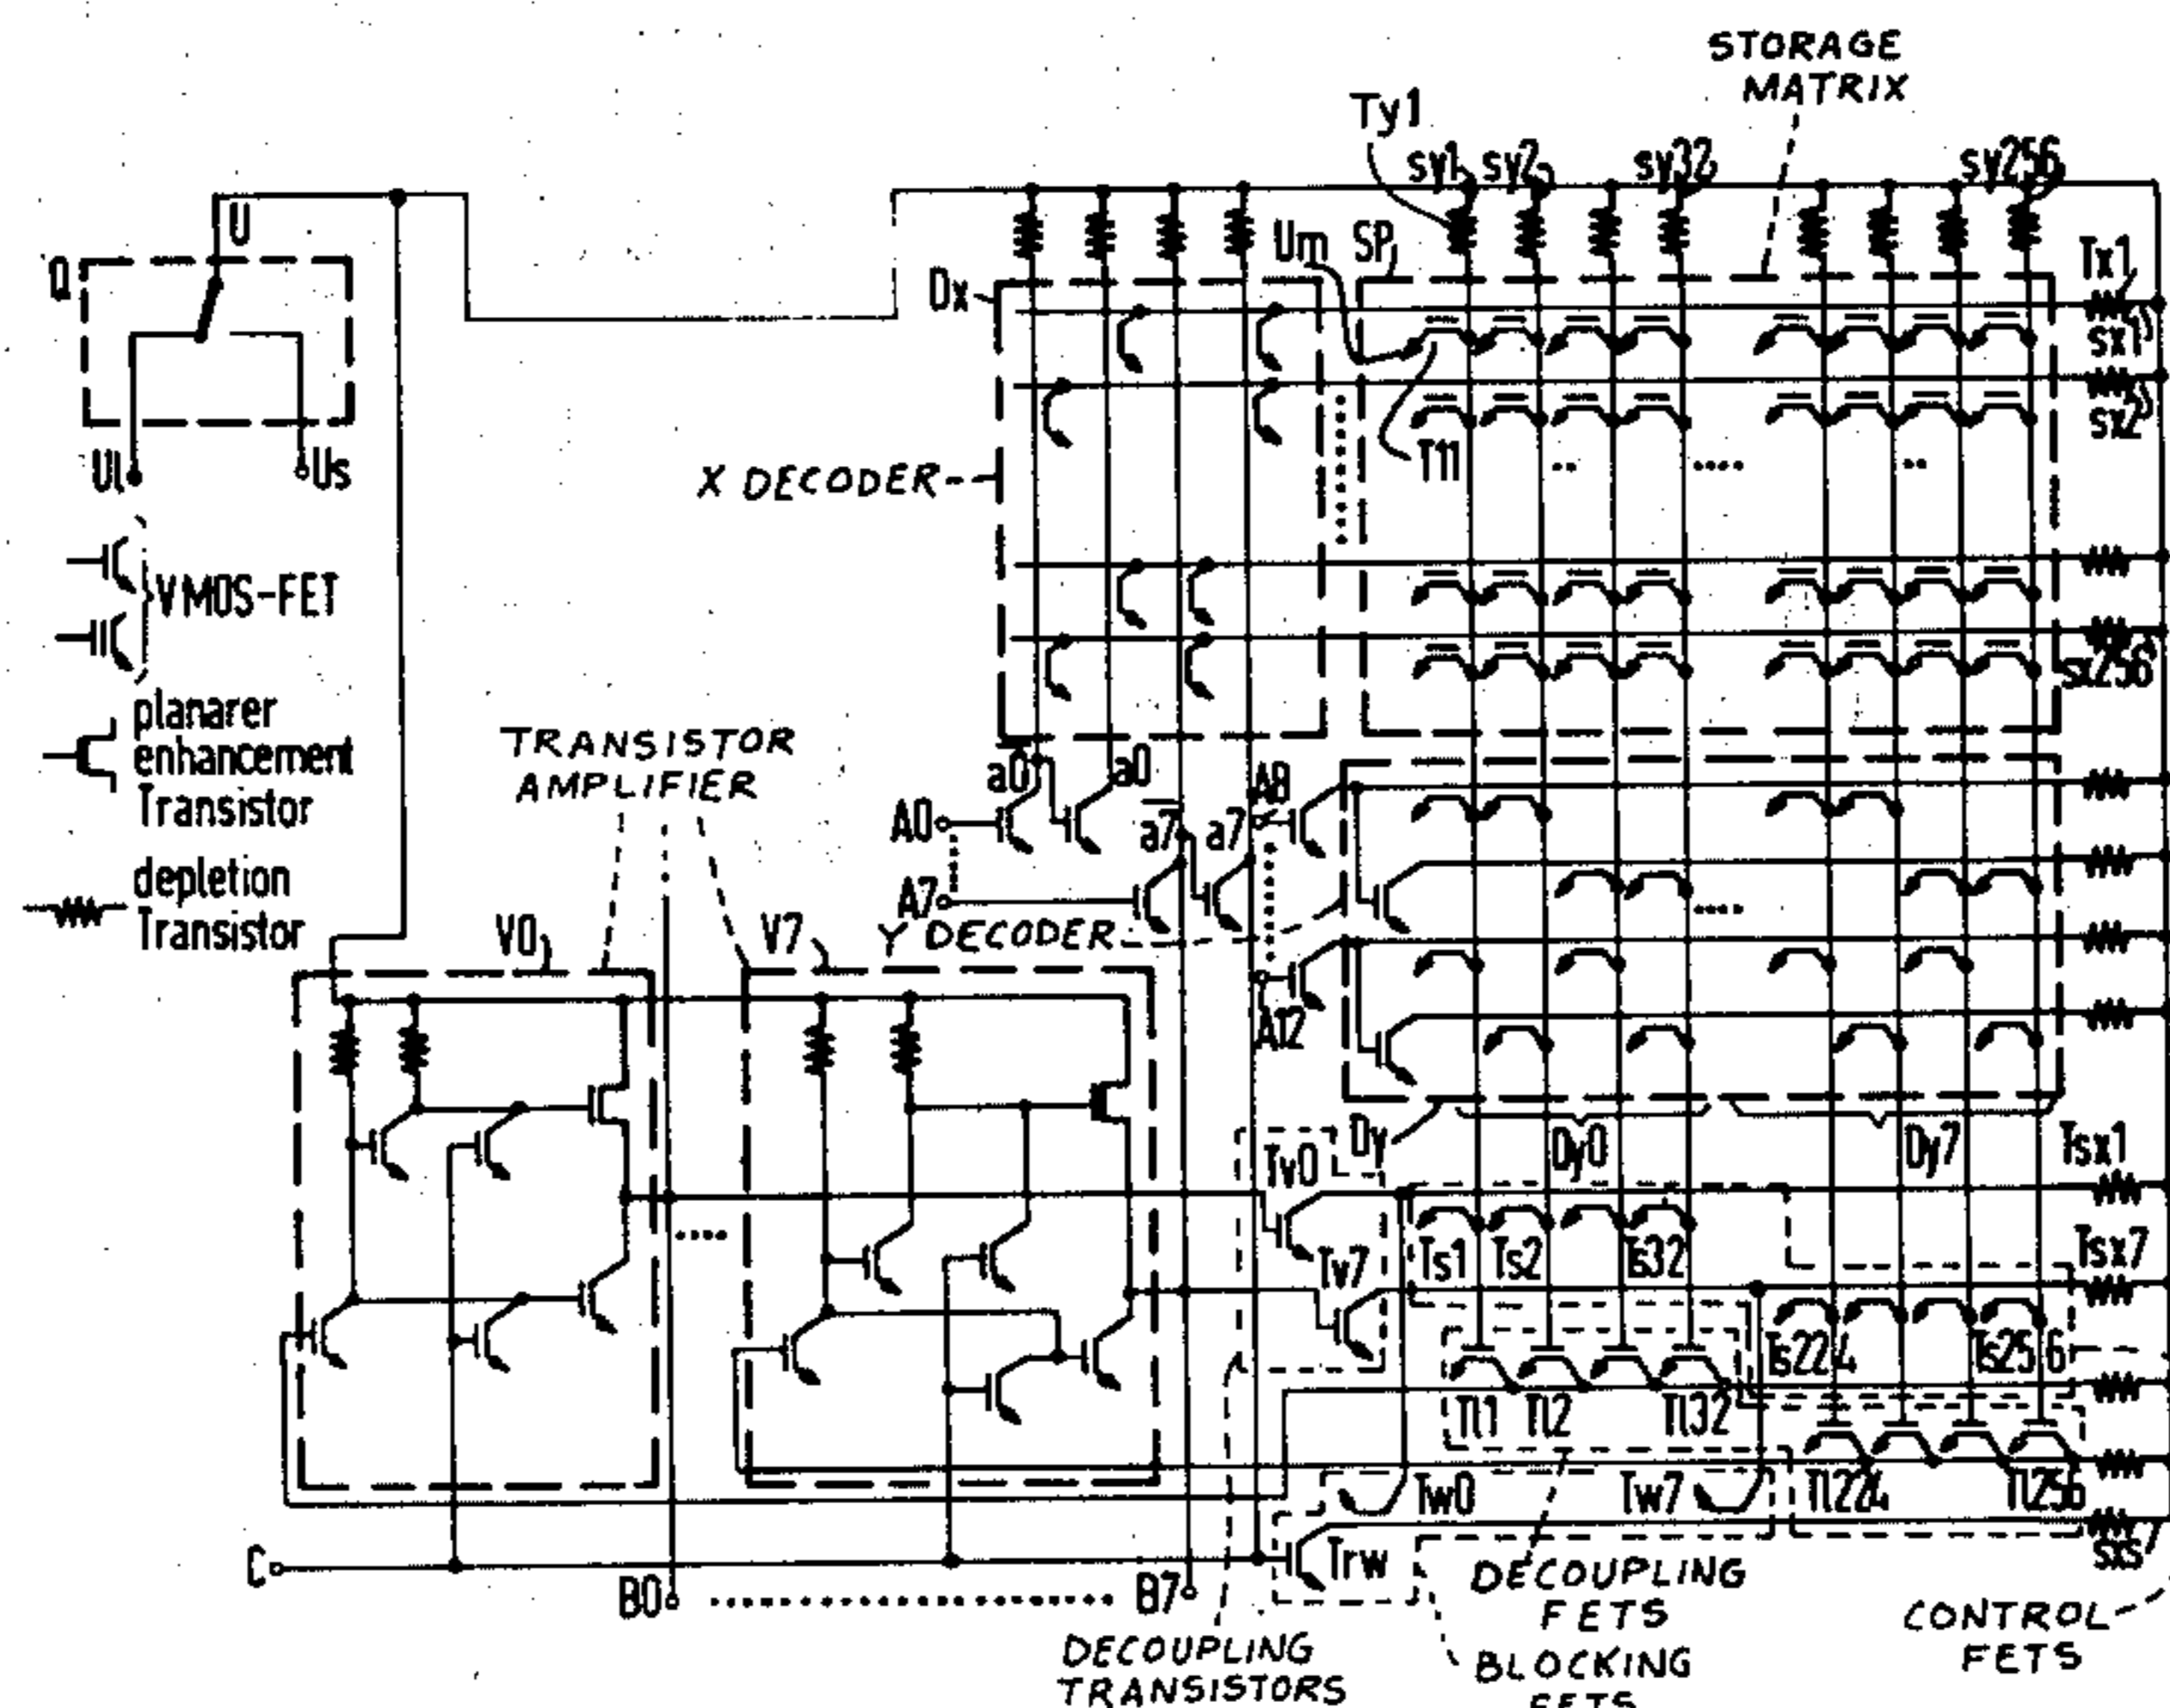 STORAGE
MATRIX
Ty1
sy1 sy2 sy32 sy256
U
Q
Um SP
Tx1
Dx
sx1
sx2
T11
Ul Us
X DECODER
VMOS-FET
sx256
planarer
enhancement
Transistor
TRANSISTOR
AMPLIFIER
a0 a0
A8
A0
a7 a7
depletion
Transistor
A7
V0 V7
Y DECODER
A12
Dy Dy0 Dy7
Tv0
Tsx1
Ts1 Ts2 Ts32
Tv7
Tsx7
Ts224 Ts256
Tl1 Tl2 Tl32
Tw0 Tw7
Tl224 Tl256
C
Trw
sxs
B0 B7
DECOUPLING
FETS
CONTROL
FETS
DECOUPLING
TRANSISTORS
BLOCKING
FETS